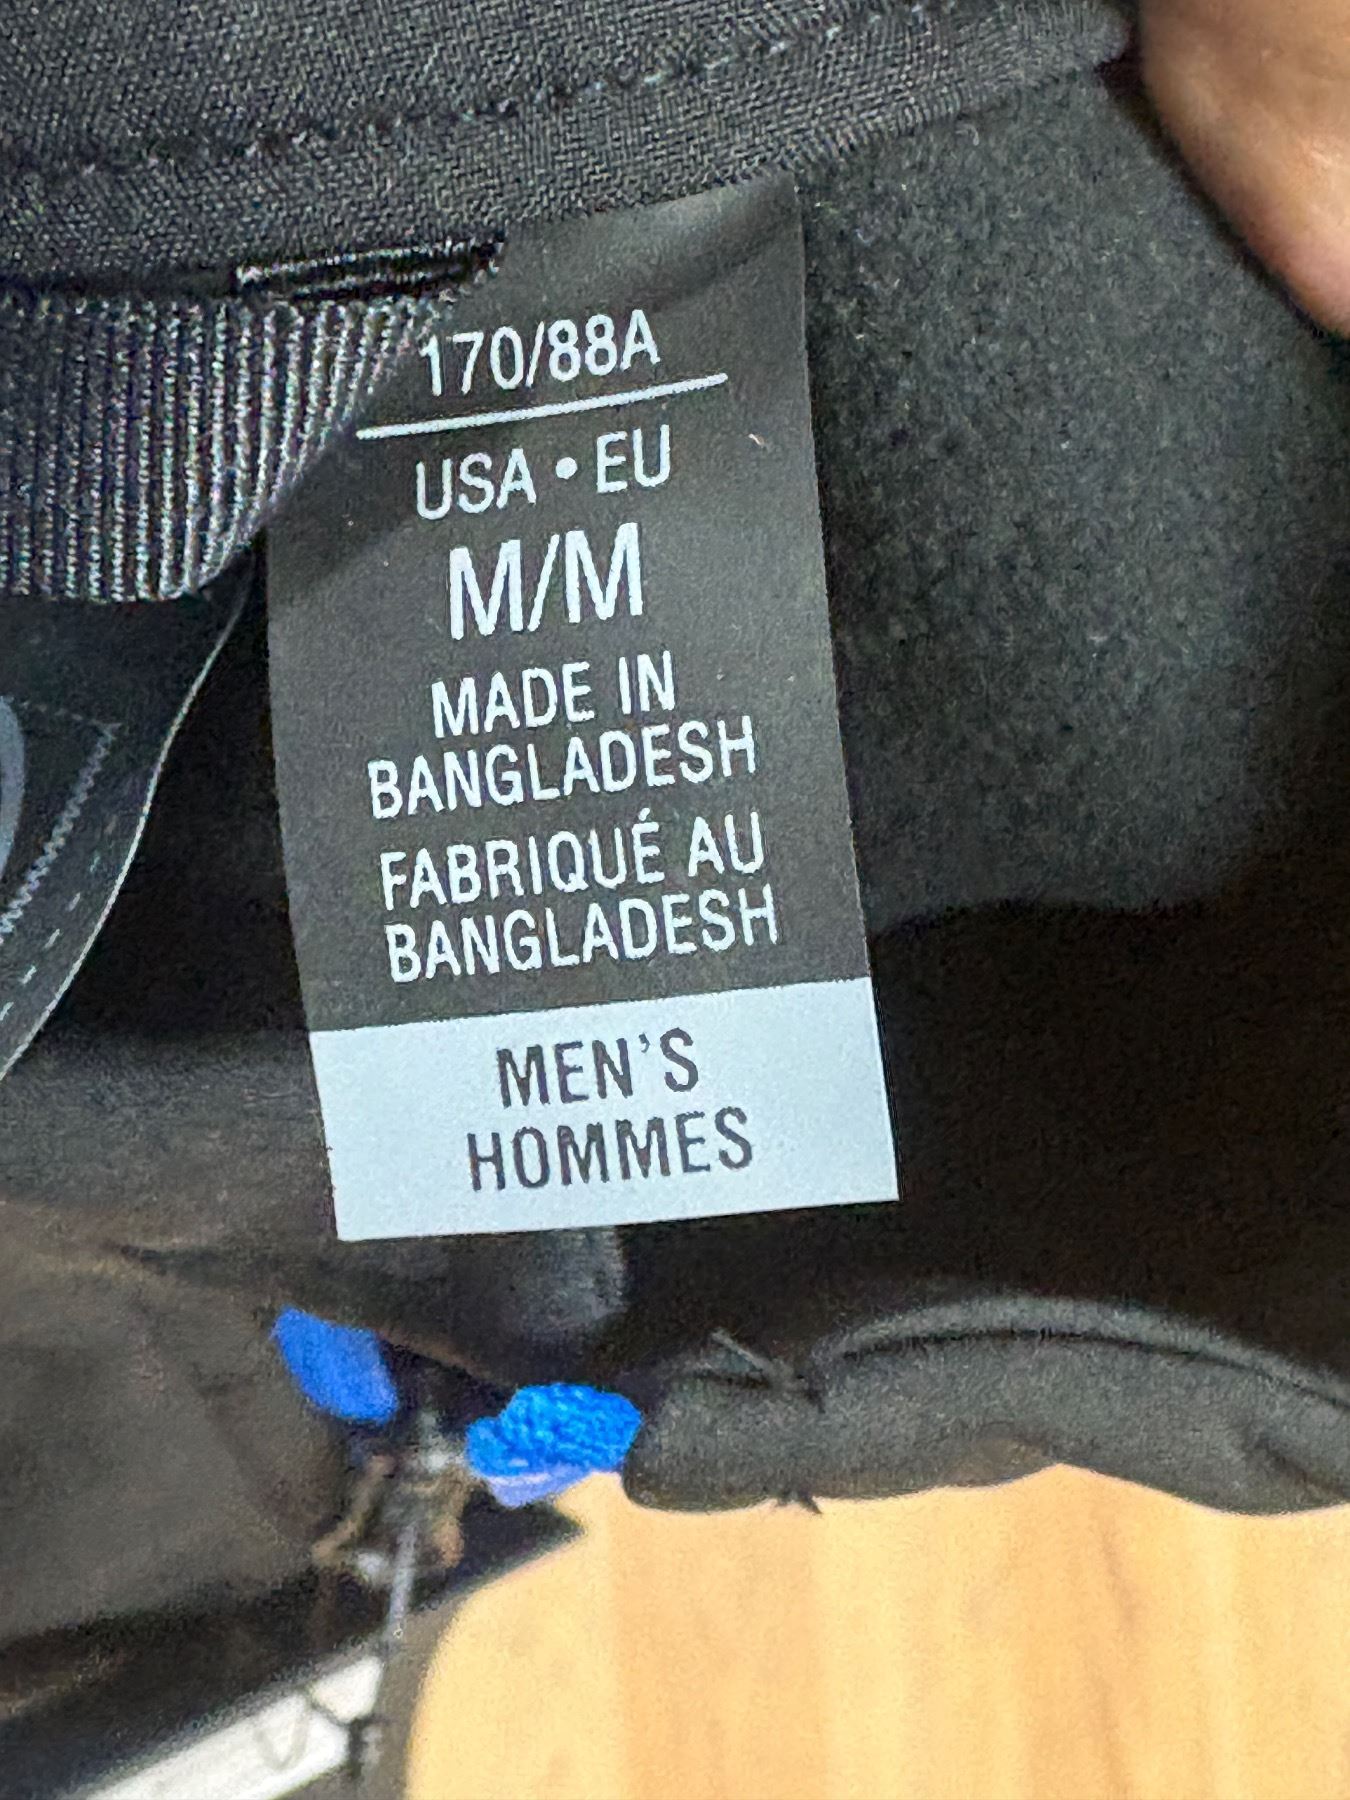 170/88A
USA • EU
M/M
MADE IN
BANGLADESH
FABRIQUÉ AU
BANGLADESH
MEN'S
HOMMES